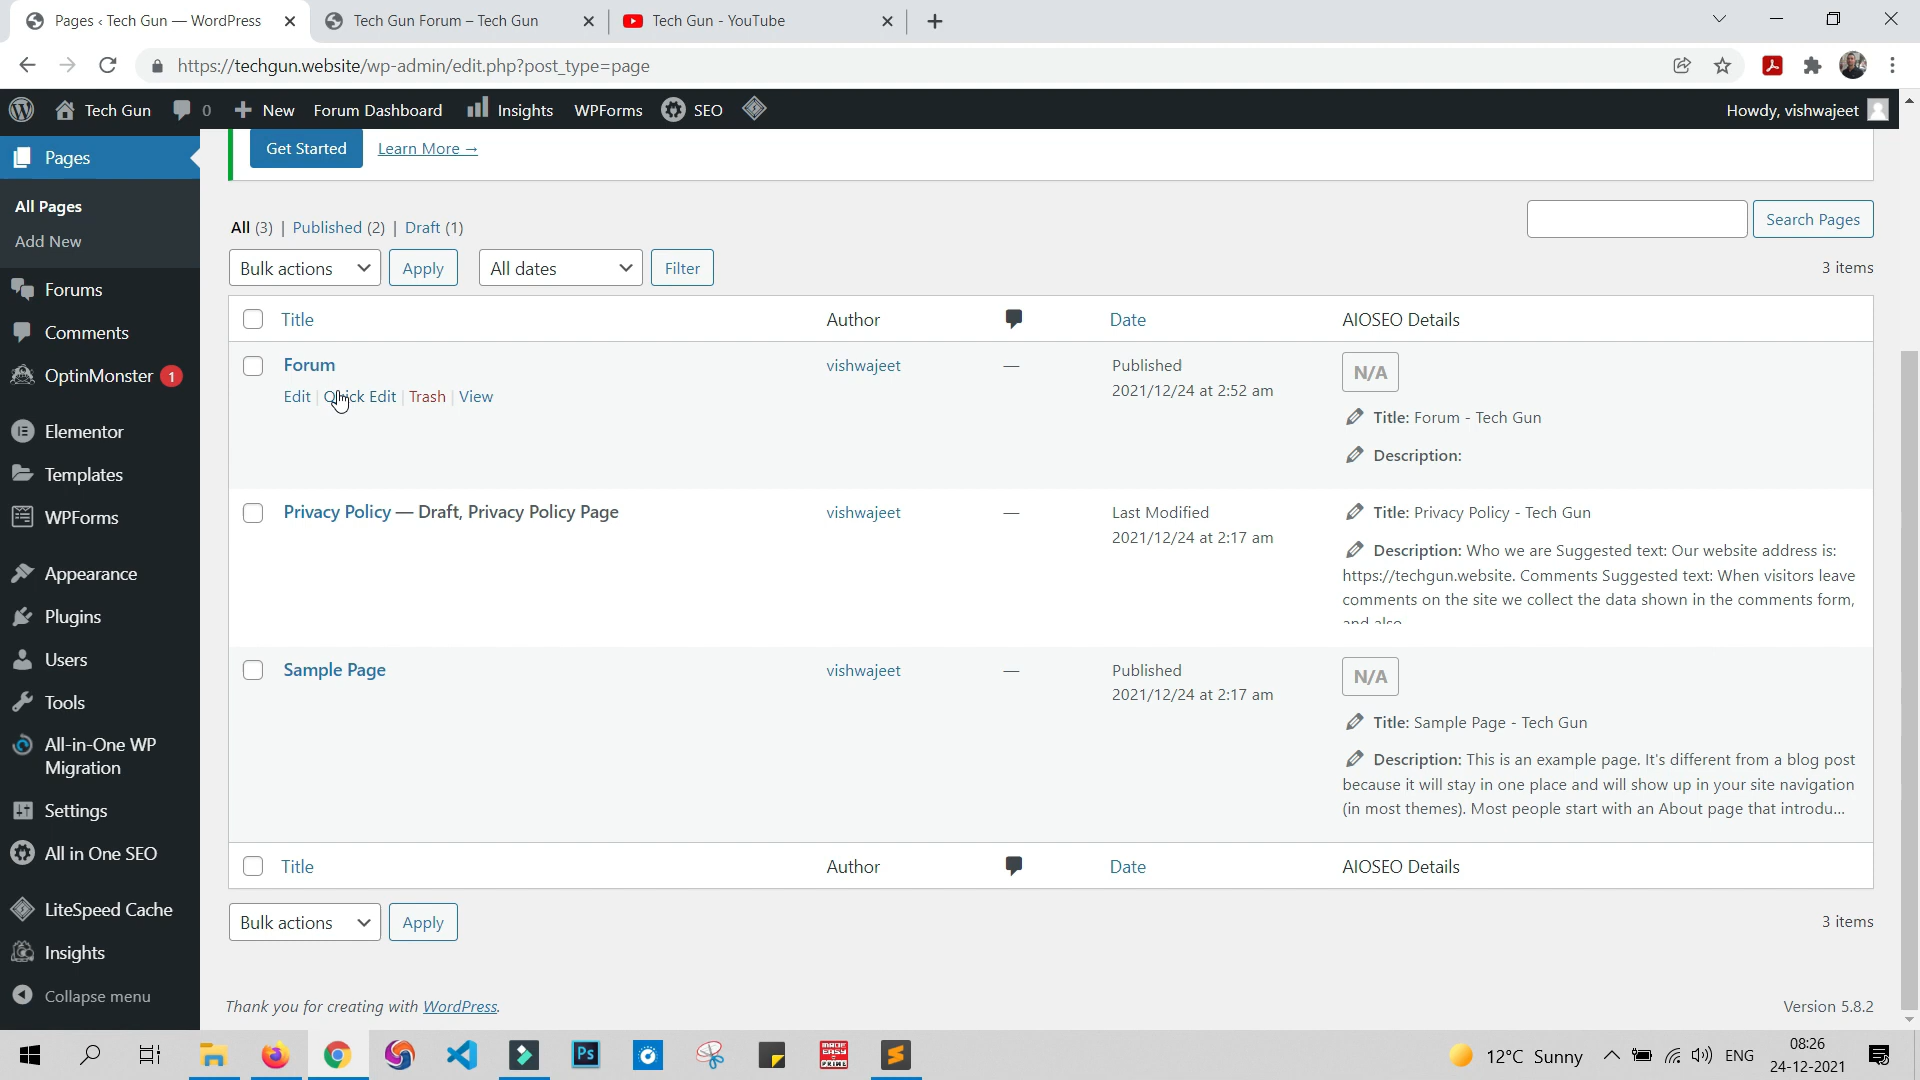 Pages ‹ Tech Gun — WordPress
Tech Gun Forum – Tech Gun
Tech Gun - YouTube
https://techgun.website/wp-admin/edit.php?post_type=page
Tech Gun
0
New
Forum Dashboard
Insights
WPForms
SEO
Howdy, vishwajeet
Pages
All Pages
Add New
Forums
Comments
OptinMonster 1
Elementor
Templates
WPForms
Appearance
Plugins
Users
Tools
All-in-One WP
Migration
Settings
All in One SEO
LiteSpeed Cache
Insights
Collapse menu
Get Started
Learn More →
All (3) | Published (2) | Draft (1)
Search Pages
Bulk actions
Apply
All dates
Filter
3 items
Title
Author
Date
AIOSEO Details
Forum
Edit | Quick Edit | Trash | View
vishwajeet
—
Published
2021/12/24 at 2:52 am
N/A
Title: Forum - Tech Gun
Description:
Privacy Policy — Draft, Privacy Policy Page
vishwajeet
—
Last Modified
2021/12/24 at 2:17 am
Title: Privacy Policy - Tech Gun
Description: Who we are Suggested text: Our website address is:
https://techgun.website. Comments Suggested text: When visitors leave
comments on the site we collect the data shown in the comments form,
and also
Sample Page
vishwajeet
—
Published
2021/12/24 at 2:17 am
N/A
Title: Sample Page - Tech Gun
Description: This is an example page. It's different from a blog post
because it will stay in one place and will show up in your site navigation
(in most themes). Most people start with an About page that introdu...
Title
Author
Date
AIOSEO Details
Bulk actions
Apply
3 items
Thank you for creating with WordPress.
Version 5.8.2
Ps
MADE EASY PRIME
12°C Sunny
ENG
08:26
24-12-2021